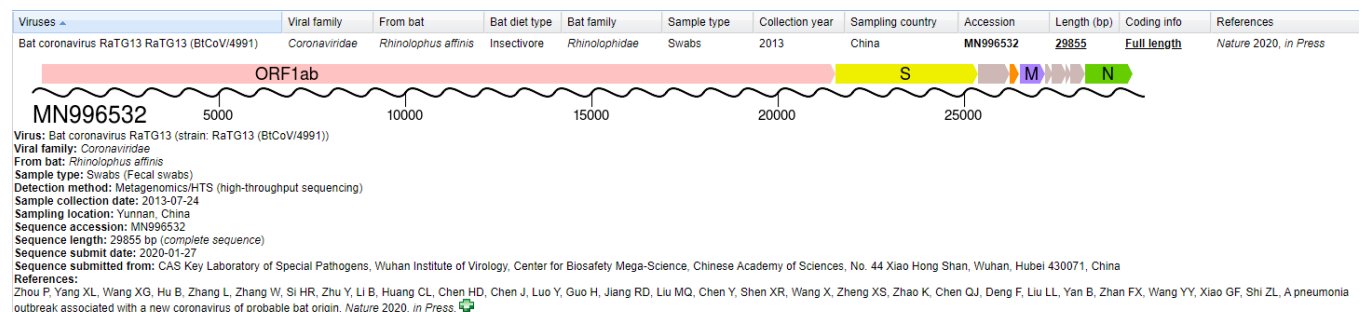 Viruses Viral family From bat Bat diet type Bat family Sample type Collection year Sampling country Accession Length (bp) Coding info References
Bat coronavirus RaTG13 RaTG13 (BtCoV/4991) Coronaviridae Rhinolophus affinis Insectivore Rhinolophidae Swabs 2013 China MN996532 29855 Full length Nature 2020, in Press
ORF1ab S M N
MN996532 5000 10000 15000 20000 25000
Virus: Bat coronavirus RaTG13 (strain: RaTG13 (BtCoV/4991))
Viral family: Coronaviridae
From bat: Rhinolophus affinis
Sample type: Swabs (Fecal swabs)
Detection method: Metagenomics/HTS (high-throughput sequencing)
Sample collection date: 2013-07-24
Sampling location: Yunnan, China
Sequence accession: MN996532
Sequence length: 29855 bp (complete sequence)
Sequence submit date: 2020-01-27
Sequence submitted from: CAS Key Laboratory of Special Pathogens, Wuhan Institute of Virology, Center for Biosafety Mega-Science, Chinese Academy of Sciences, No. 44 Xiao Hong Shan, Wuhan, Hubei 430071, China
References:
Zhou P, Yang XL, Wang XG, Hu B, Zhang L, Zhang W, Si HR, Zhu Y, Li B, Huang CL, Chen HD, Chen J, Luo Y, Guo H, Jiang RD, Liu MQ, Chen Y, Shen XR, Wang X, Zheng XS, Zhao K, Chen QJ, Deng F, Liu LL, Yan B, Zhan FX, Wang YY, Xiao GF, Shi ZL, A pneumonia
outbreak associated with a new coronavirus of probable bat origin, Nature 2020, in Press.